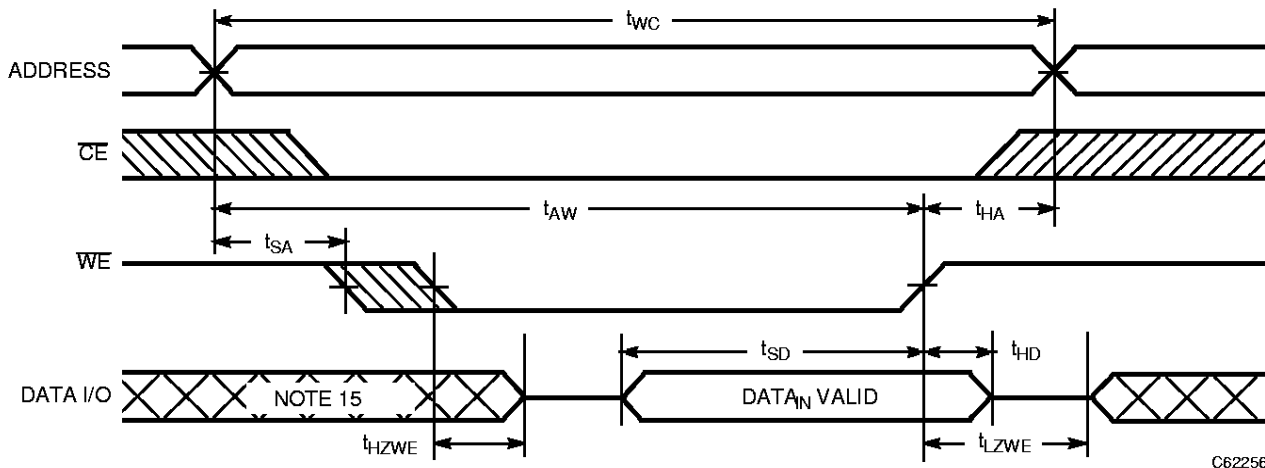 tWC
ADDRESS
CE
tAW
tHA
tSA
WE
tSD
tHD
DATA I/O
NOTE 15
DATAIN VALID
tHZWE
tLZWE
C62256